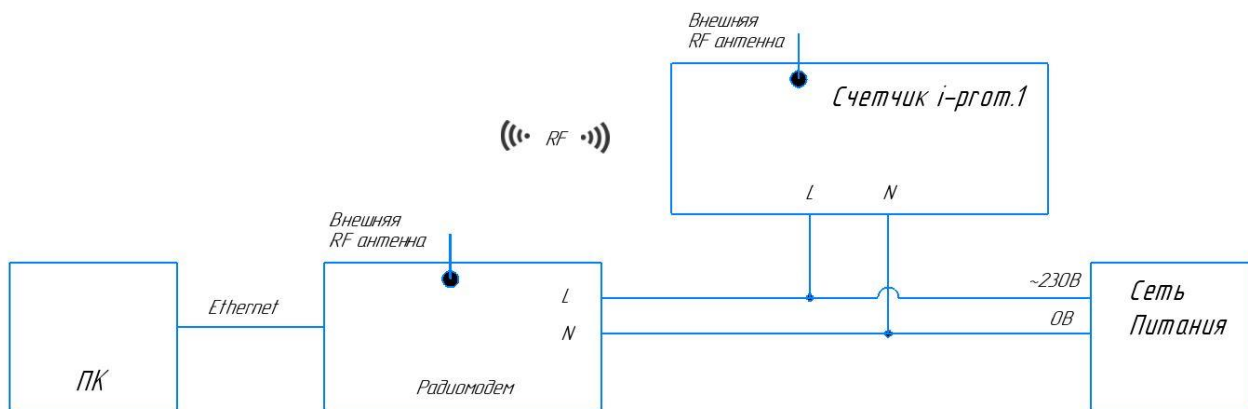 Внешняя
RF антенна
Счетчик i-prom.1
RF
L
N
Внешняя
RF антенна
Ethernet
L
~230В
Сеть
Питания
N
0В
ПК
Радиомодем